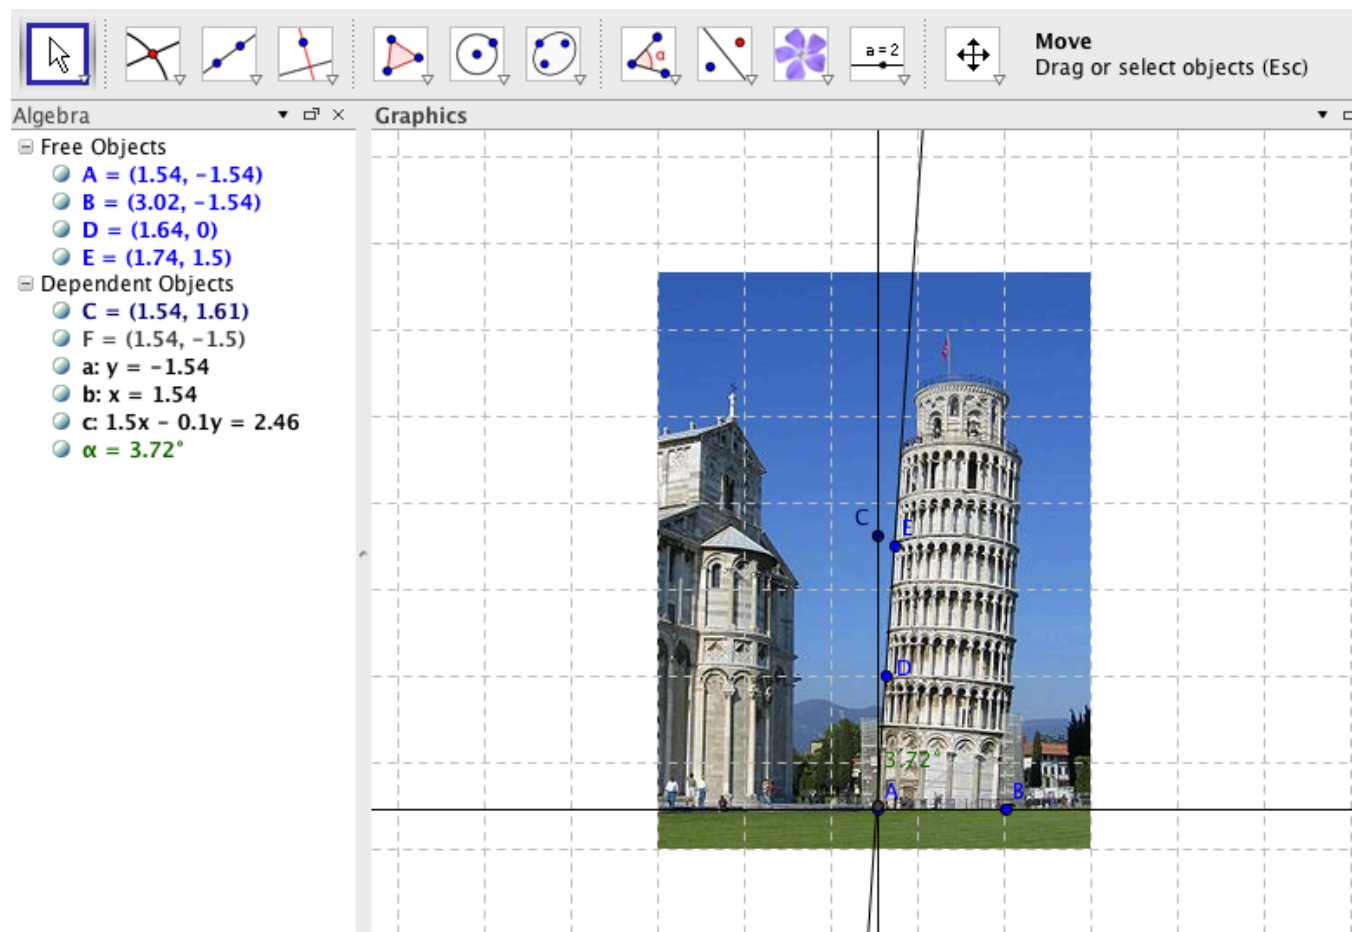 α
a = 2
Move
Drag or select objects (Esc)
Algebra
Graphics
Free Objects
A = (1.54, -1.54)
B = (3.02, -1.54)
D = (1.64, 0)
E = (1.74, 1.5)
Dependent Objects
C = (1.54, 1.61)
F = (1.54, -1.5)
a: y = -1.54
b: x = 1.54
c: 1.5x - 0.1y = 2.46
α = 3.72°
C
E
D
3.72°
A
B